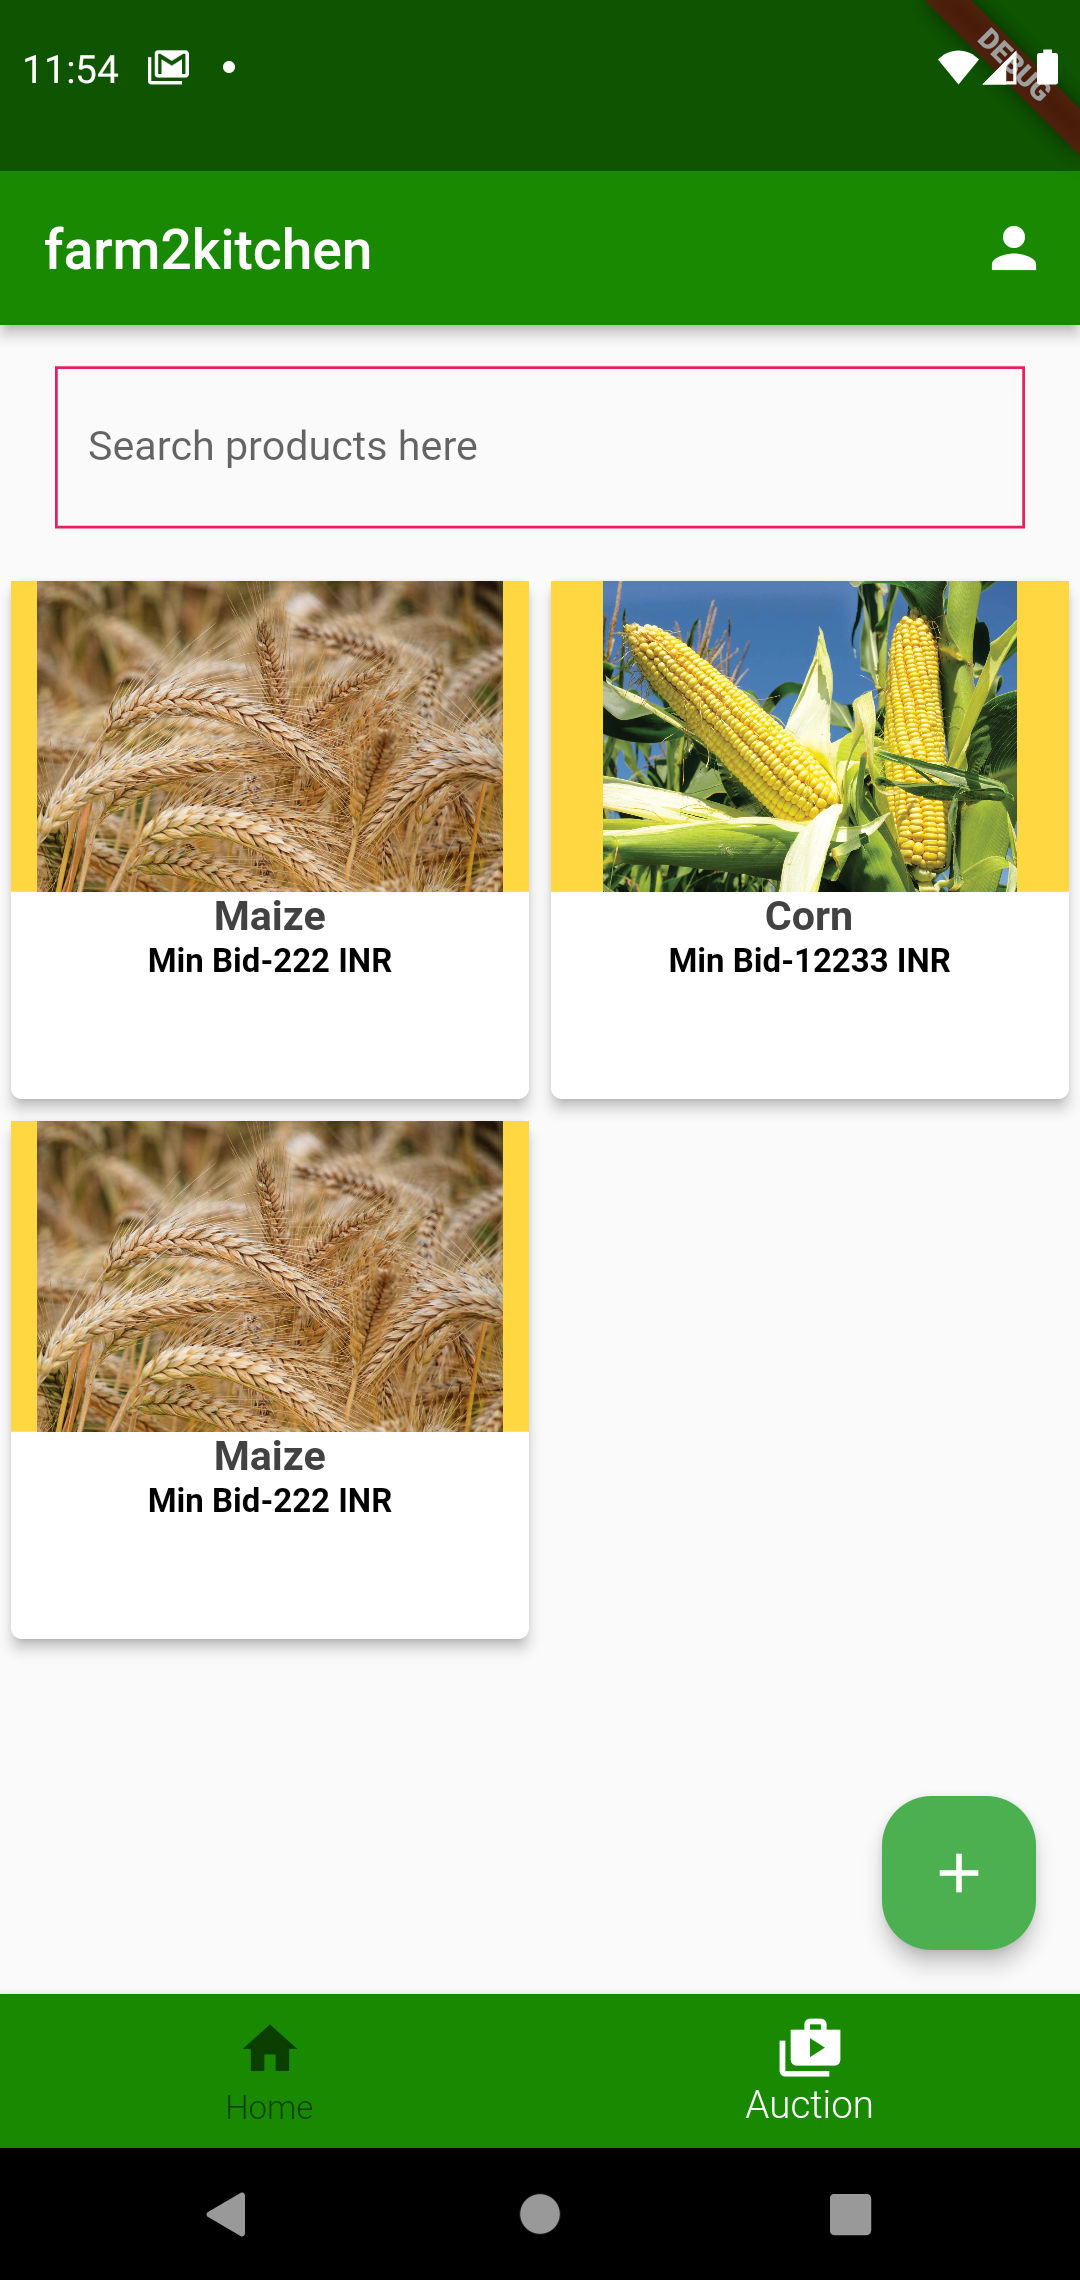 11:54
DEBUG
farm2kitchen
Search products here
Maize
Min Bid-222 INR
Corn
Min Bid-12233 INR
Maize
Min Bid-222 INR
Home
Auction